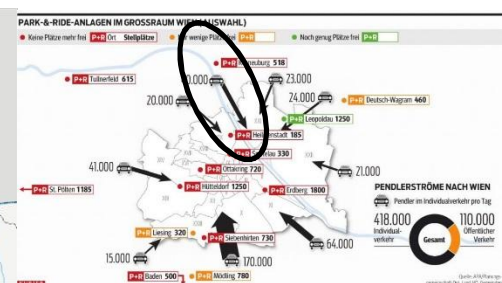 PARK-&-RIDE-ANLAGEN IM GROSSRAUM WIEN (AUSWAHL)
Keine Plätze mehr frei P+R Ort Stellplätze
wenige Plätze frei P+R
Noch genug Plätze frei P+R
P+R 518
P+R Tullnerfeld 615
23.000
20.000
24.000
P+R Deutsch-Wagram 460
P+R Leopoldau 1250
P+R 185
330
41.000
P+R Ottakring 720
21.000
P+R St. Pölten 1185
P+R Hütteldorf 1250
P+R Erdberg 1800
PENDLERSTRÖME NACH WIEN
Pendler im Individualverkehr pro Tag
418.000
Individual-
verkehr
Gesamt
110.000
Öffentlicher
Verkehr
P+R Liesing 320
P+R Siebenhirten 730
64.000
15.000
170.000
P+R Baden 500
P+R Mödling 780